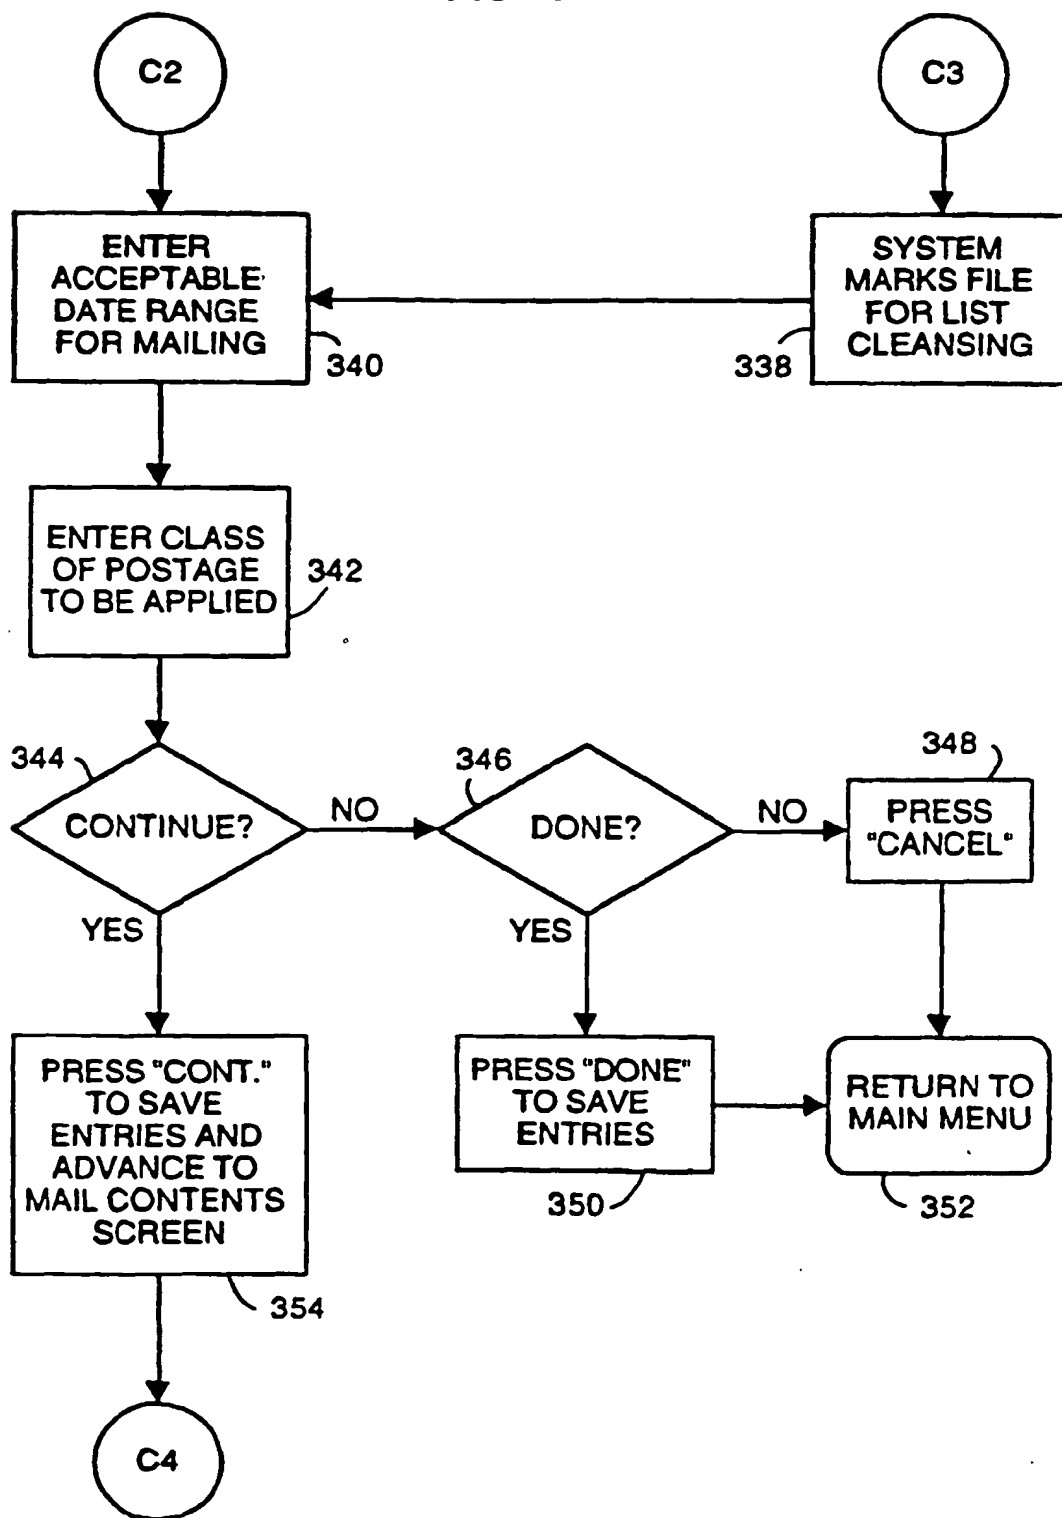 C2
C3
ENTER
ACCEPTABLE
DATE RANGE
FOR MAILING
340
SYSTEM
MARKS FILE
FOR LIST
CLEANSING
338
ENTER CLASS
OF POSTAGE
TO BE APPLIED
342
344
CONTINUE?
NO
YES
346
DONE?
NO
YES
348
PRESS
"CANCEL"
PRESS "CONT."
TO SAVE
ENTRIES AND
ADVANCE TO
MAIL CONTENTS
SCREEN
354
PRESS "DONE"
TO SAVE
ENTRIES
350
RETURN TO
MAIN MENU
352
C4